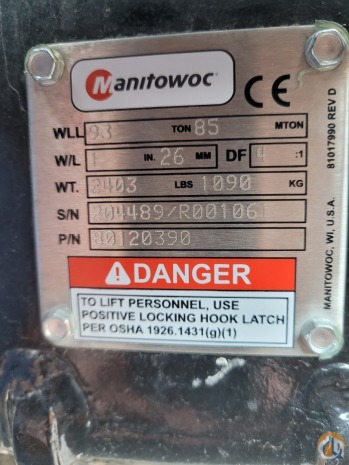 Manitowoc
CE
WLL 93 TON 85 MTON
W/L 1 IN. 26 MM DF 4 :1
WT. 2403 LBS 1090 KG
S/N 204489/R00106
P/N 80120390
DANGER
TO LIFT PERSONNEL, USE
POSITIVE LOCKING HOOK LATCH
PER OSHA 1926.1431(g)(1)
81017990 REV D
MANITOWOC, WI, U.S.A.